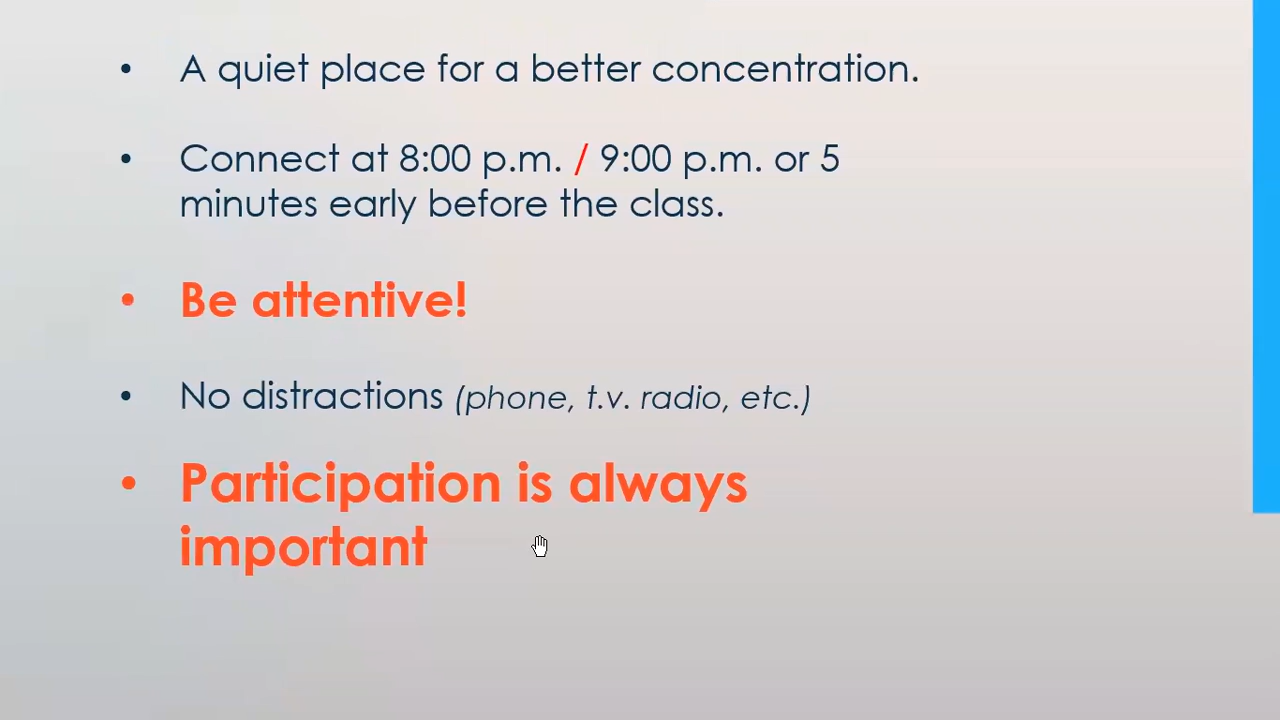 • A quiet place for a better concentration.
• Connect at 8:00 p.m. / 9:00 p.m. or 5
minutes early before the class.
• Be attentive!
• No distractions (phone, t.v. radio, etc.)
• Participation is always
important